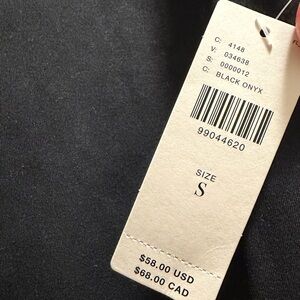 C: 4148
V: 034638
S: 0000012
C: BLACK ONYX
99044620
SIZE
S
$58.00 USD
$68.00 CAD